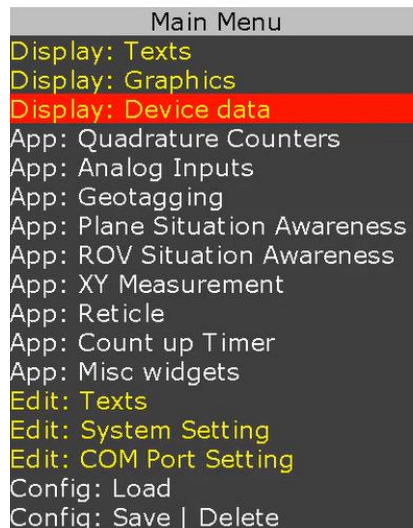 Main Menu
Display: Texts
Display: Graphics
Display: Device data
App: Quadrature Counters
App: Analog Inputs
App: Geotagging
App: Plane Situation Awareness
App: ROV Situation Awareness
App: XY Measurement
App: Reticle
App: Count up Timer
App: Misc widgets
Edit: Texts
Edit: System Setting
Edit: COM Port Setting
Config: Load
Config: Save | Delete